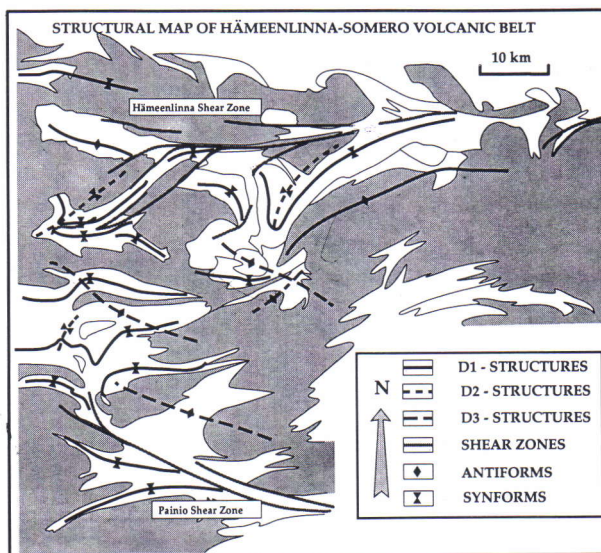 STRUCTURAL MAP OF HÄMEENLINNA-SOMERO VOLCANIC BELT
10 km
Hämeenlinna Shear Zone
N
D1 - STRUCTURES
D2 - STRUCTURES
D3 - STRUCTURES
SHEAR ZONES
ANTIFORMS
SYNFORMS
Painio Shear Zone